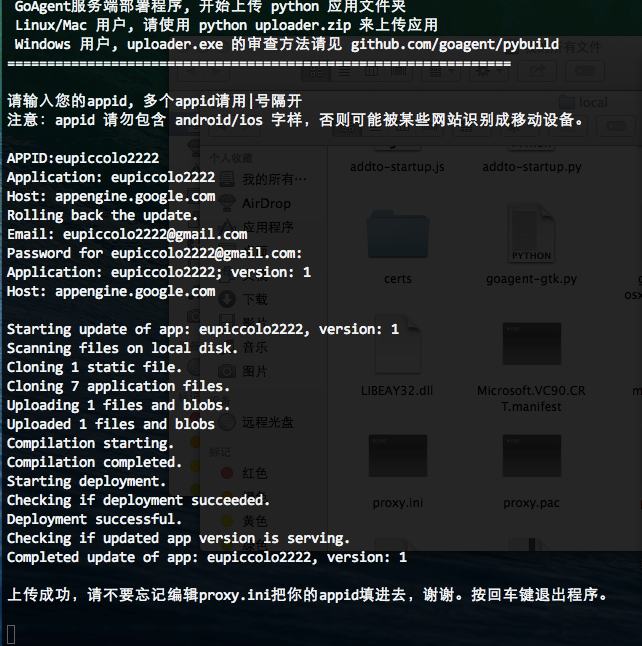 GoAgent服务端部署程序, 开始上传 python 应用文件夹
Linux/Mac 用户, 请使用 python uploader.zip 来上传应用
Windows 用户, uploader.exe 的审查方法请见 github.com/goagent/pybuild
===============================================================
请输入您的appid, 多个appid请用|号隔开
注意：appid 请勿包含 android/ios 字样，否则可能被某些网站识别成移动设备。
APPID:eupiccolo2222
Application: eupiccolo2222
Host: appengine.google.com
Rolling back the update.
Email: eupiccolo2222@gmail.com
Password for eupiccolo2222@gmail.com:
Application: eupiccolo2222; version: 1
Host: appengine.google.com
Starting update of app: eupiccolo2222, version: 1
Scanning files on local disk.
Cloning 1 static file.
Cloning 7 application files.
Uploading 1 files and blobs.
Uploaded 1 files and blobs
Compilation starting.
Compilation completed.
Starting deployment.
Checking if deployment succeeded.
Deployment successful.
Checking if updated app version is serving.
Completed update of app: eupiccolo2222, version: 1
上传成功，请不要忘记编辑proxy.ini把你的appid填进去，谢谢。按回车键退出程序。
有文件
local
个人收藏
我的所有…
AirDrop
应用程序
下载
影片
音乐
图片
远程光盘
标记
红色
黄色
addto-startup.js
addto-startup.py
certs
PYTHON
goagent-gtk.py
LIBEAY32.dll
Microsoft.VC90.CR
T.manifest
proxy.ini
proxy.pac